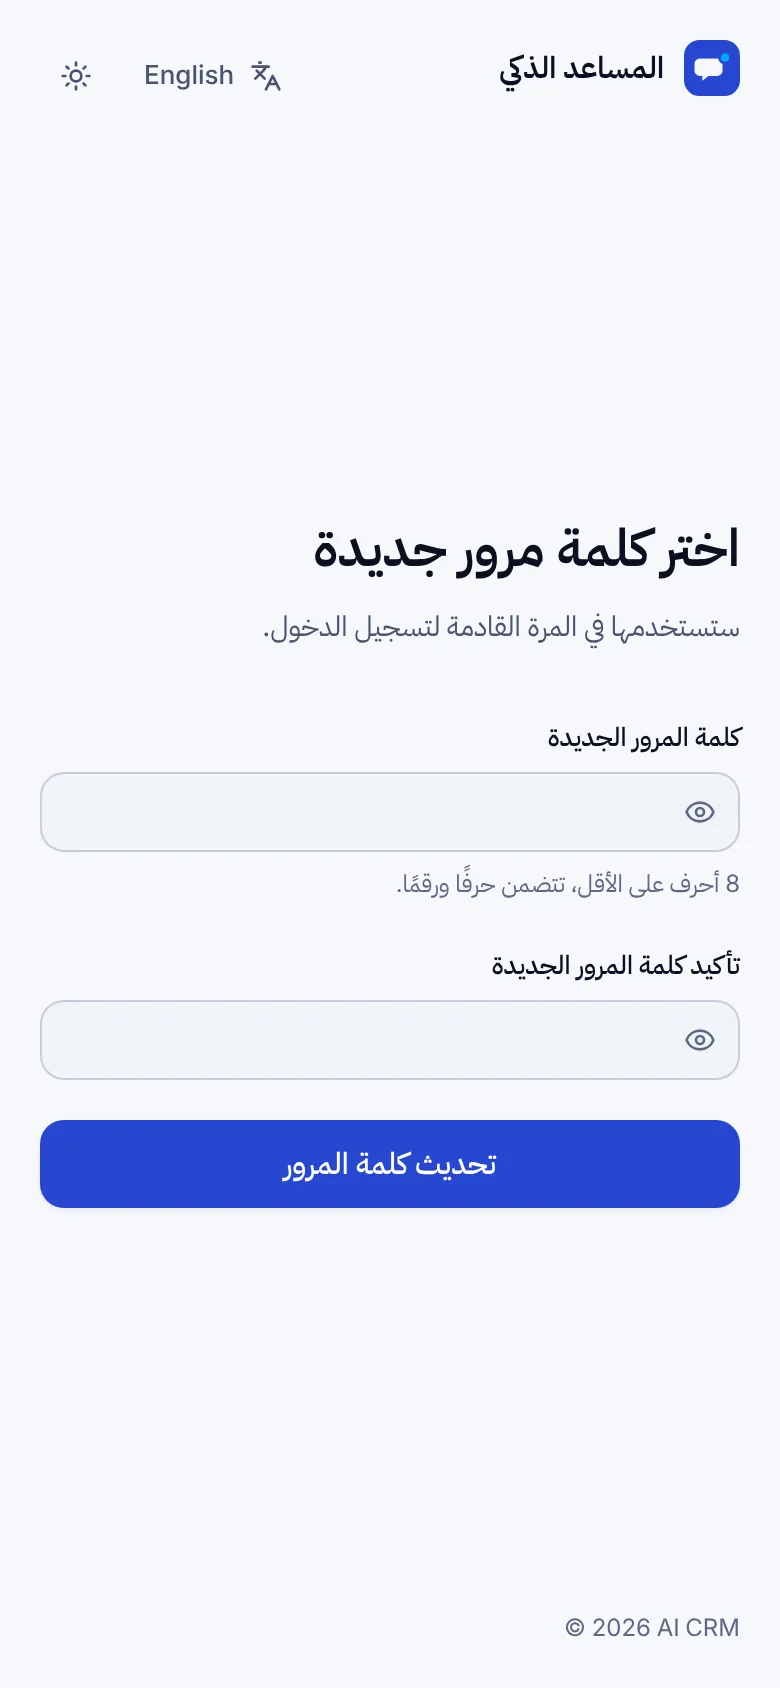 المساعد الذكي
English
اختر كلمة مرور جديدة
ستستخدمها في المرة القادمة لتسجيل الدخول.
كلمة المرور الجديدة
8 أحرف على الأقل، تتضمن حرفًا ورقمًا.
تأكيد كلمة المرور الجديدة
تحديث كلمة المرور
© 2026 AI CRM